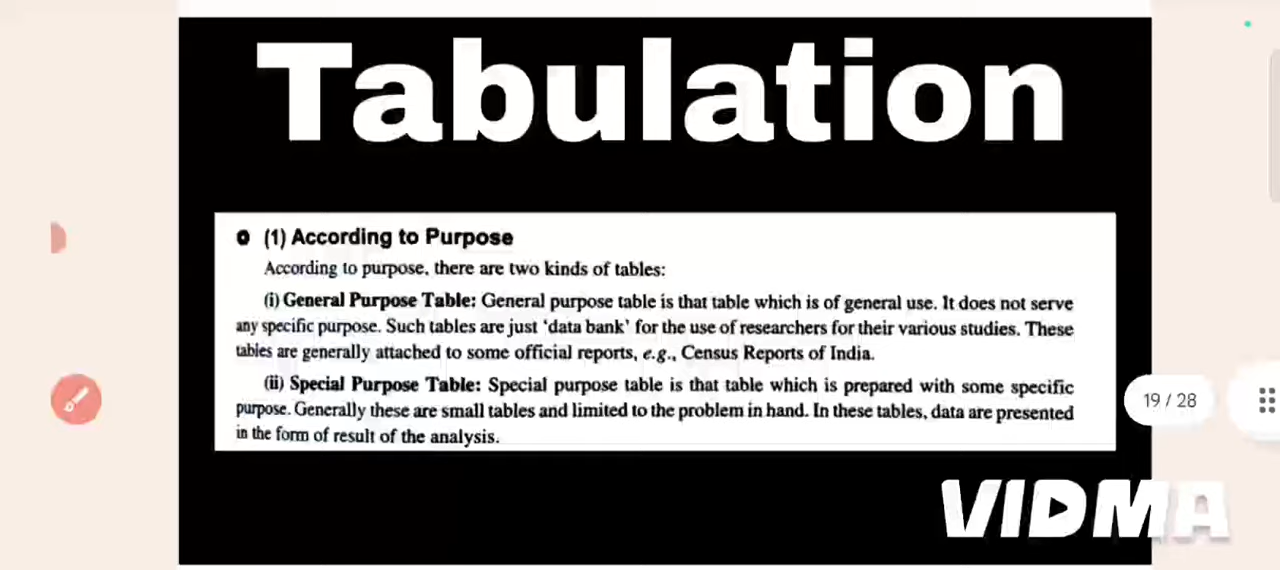 Tabulation
(1) According to Purpose
According to purpose, there are two kinds of tables:
(i) General Purpose Table: General purpose table is that table which is of general use. It does not serve
any specific purpose. Such tables are just 'data bank' for the use of researchers for their various studies. These
tables are generally attached to some official reports, e.g., Census Reports of India.
(ii) Special Purpose Table: Special purpose table is that table which is prepared with some specific
purpose. Generally these are small tables and limited to the problem in hand. In these tables, data are presented
in the form of result of the analysis.
19 / 28
VIDMA